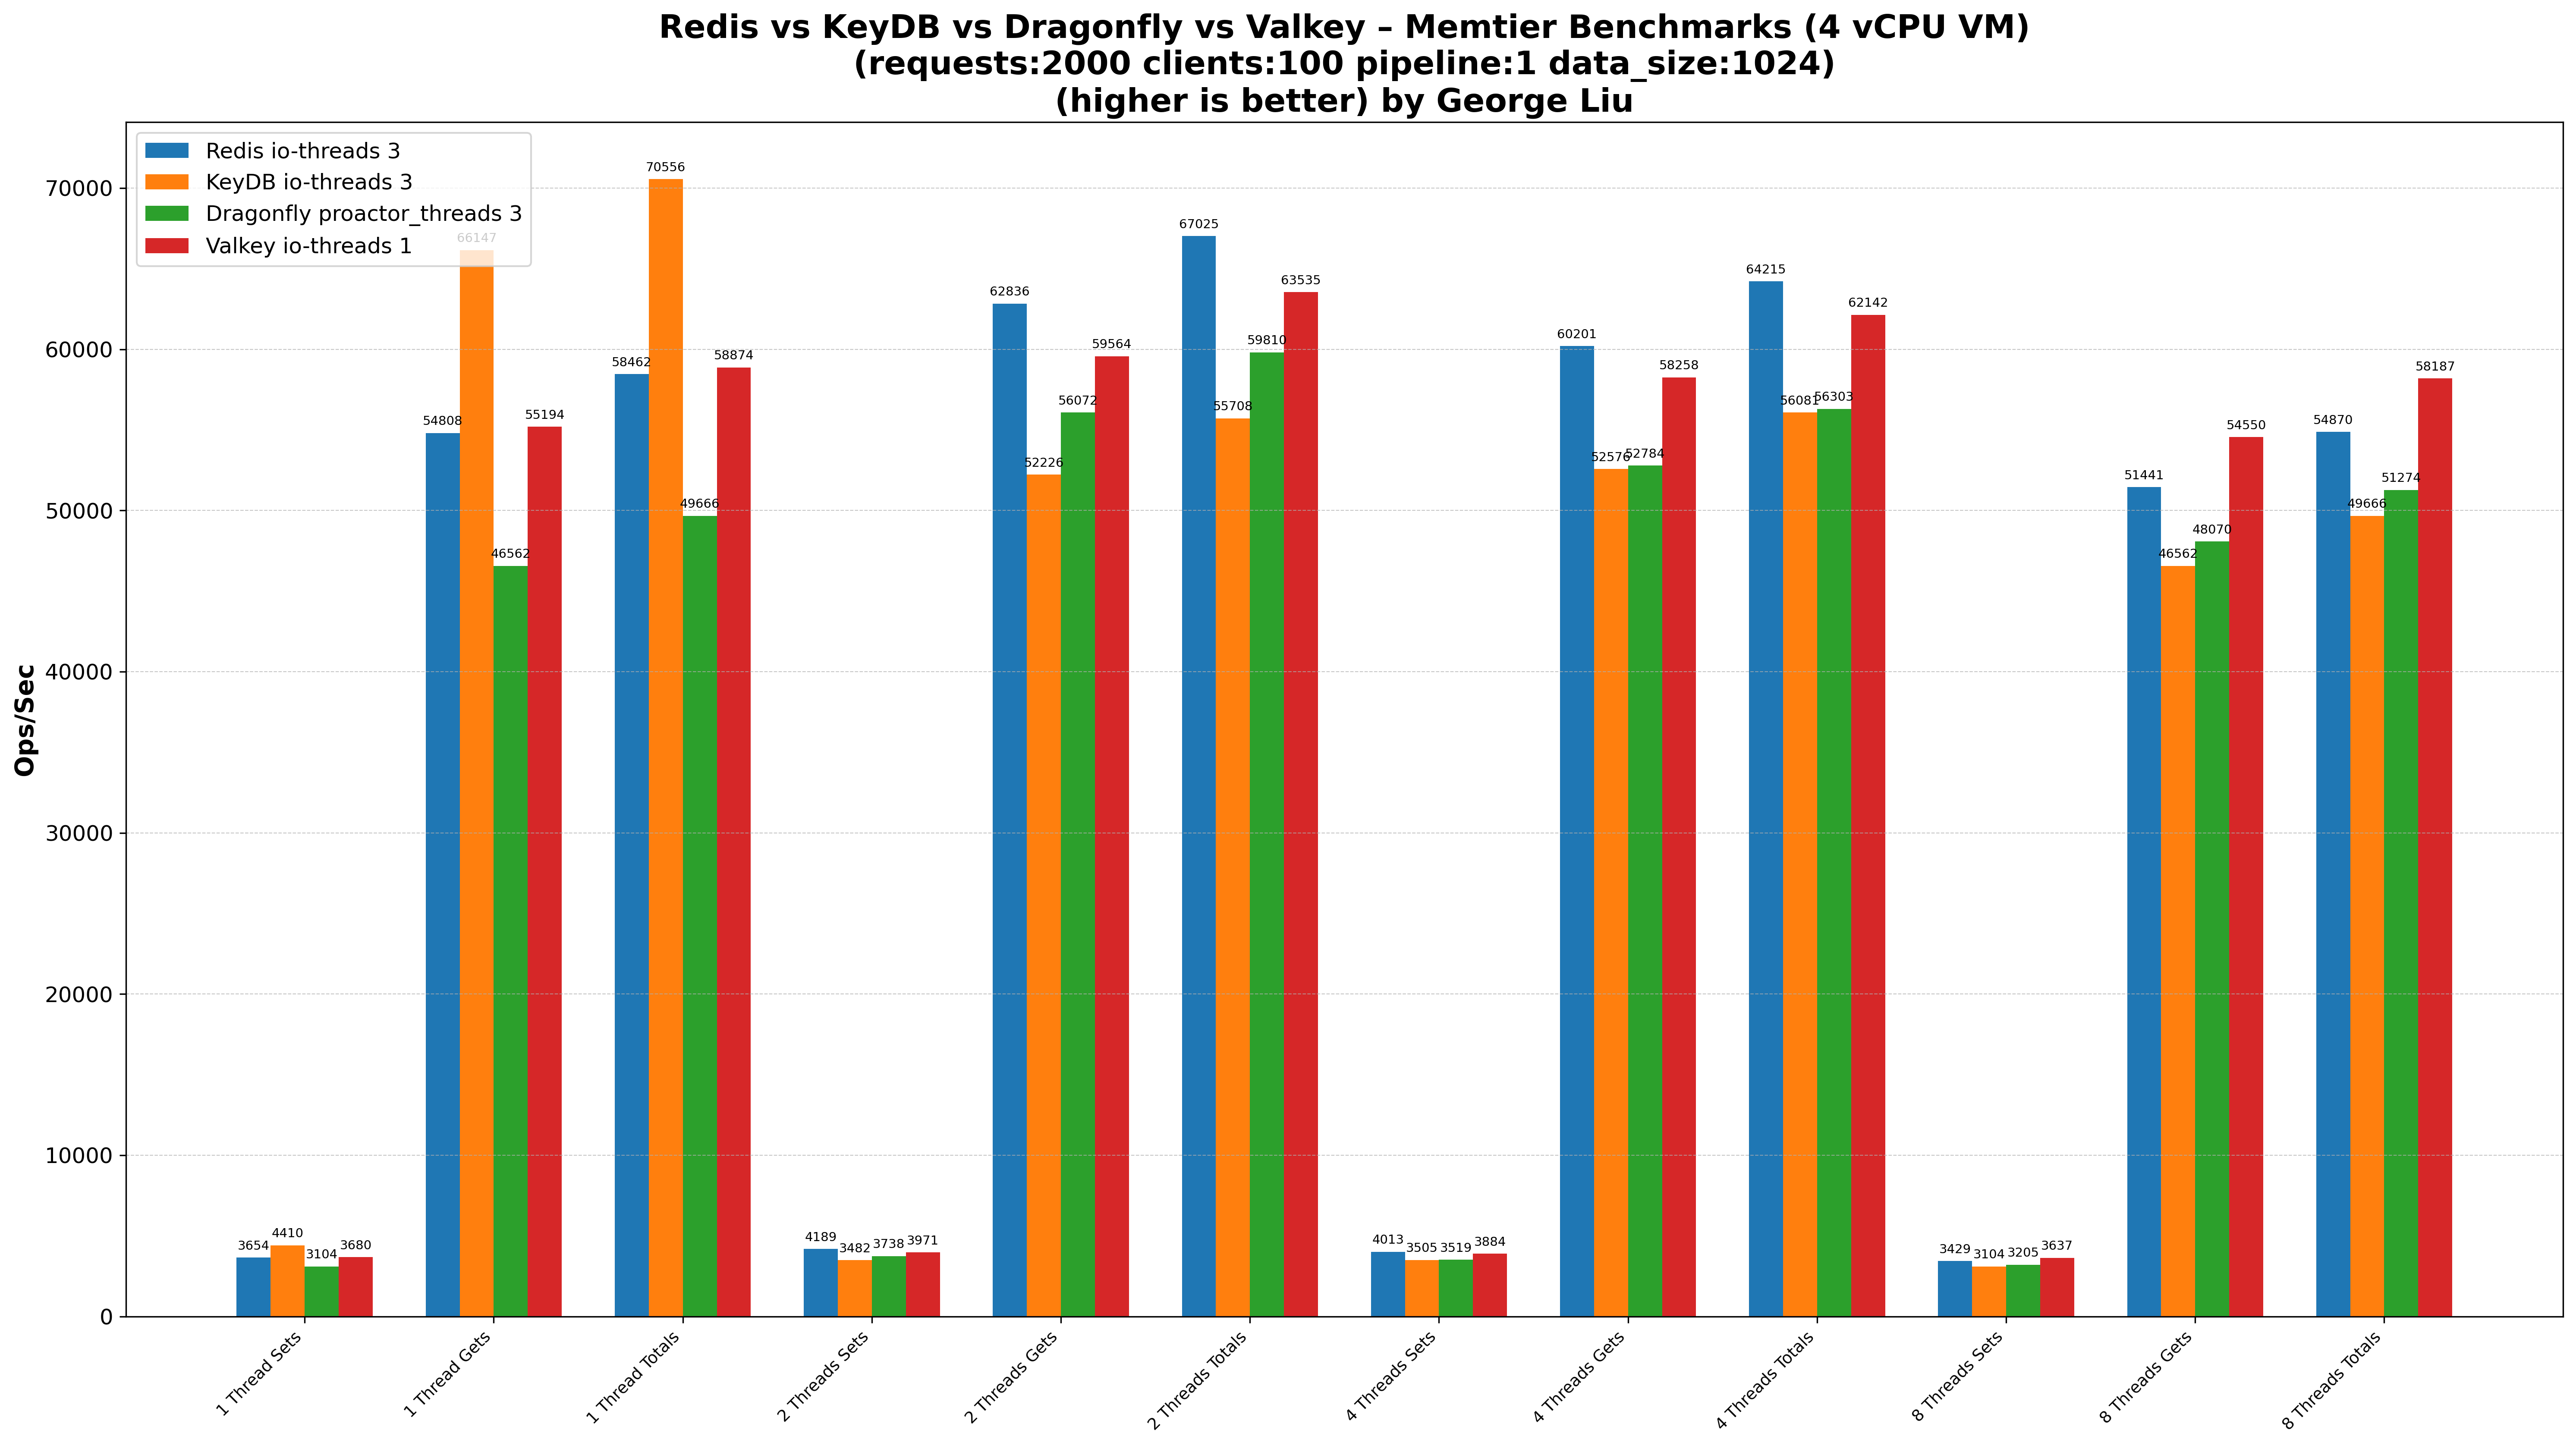 Redis vs KeyDB vs Dragonfly vs Valkey – Memtier Benchmarks (4 vCPU VM)
(requests:2000 clients:100 pipeline:1 data_size:1024)
(higher is better) by George Liu
Redis io-threads 3
KeyDB io-threads 3
Dragonfly proactor_threads 3
Valkey io-threads 1
Ops/Sec
70000
60000
50000
40000
30000
20000
10000
0
3654
4410
3104
3680
54808
66147
46562
55194
58462
70556
49666
58874
4189
3482
3738
3971
62836
52226
56072
59564
67025
55708
59810
63535
4013
3505
3519
3884
60201
52576
52784
58258
64215
56081
56303
62142
3429
3104
3205
3637
51441
46562
48070
54550
54870
49666
51274
58187
1 Thread Sets
1 Thread Gets
1 Thread Totals
2 Threads Sets
2 Threads Gets
2 Threads Totals
4 Threads Sets
4 Threads Gets
4 Threads Totals
8 Threads Sets
8 Threads Gets
8 Threads Totals